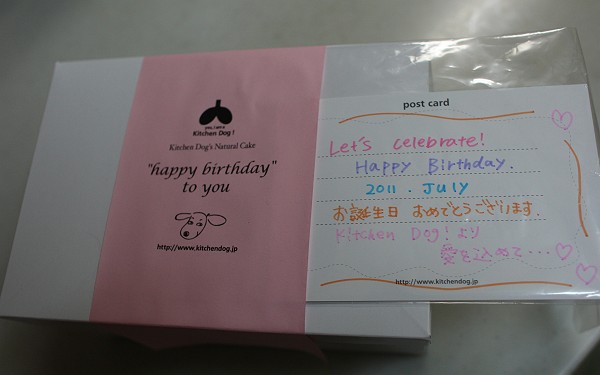 yes, I am a
Kitchen Dog!
Kitchen Dog's Natural Cake
"happy birthday"
to you
http://www.kitchendog.jp
post card
Let's celebrate!
Happy Birthday.
2011. July
お誕生日 おめでとうございます.
Kitchen Dog! より
愛を込めて・・・
http://www.kitchendog.jp